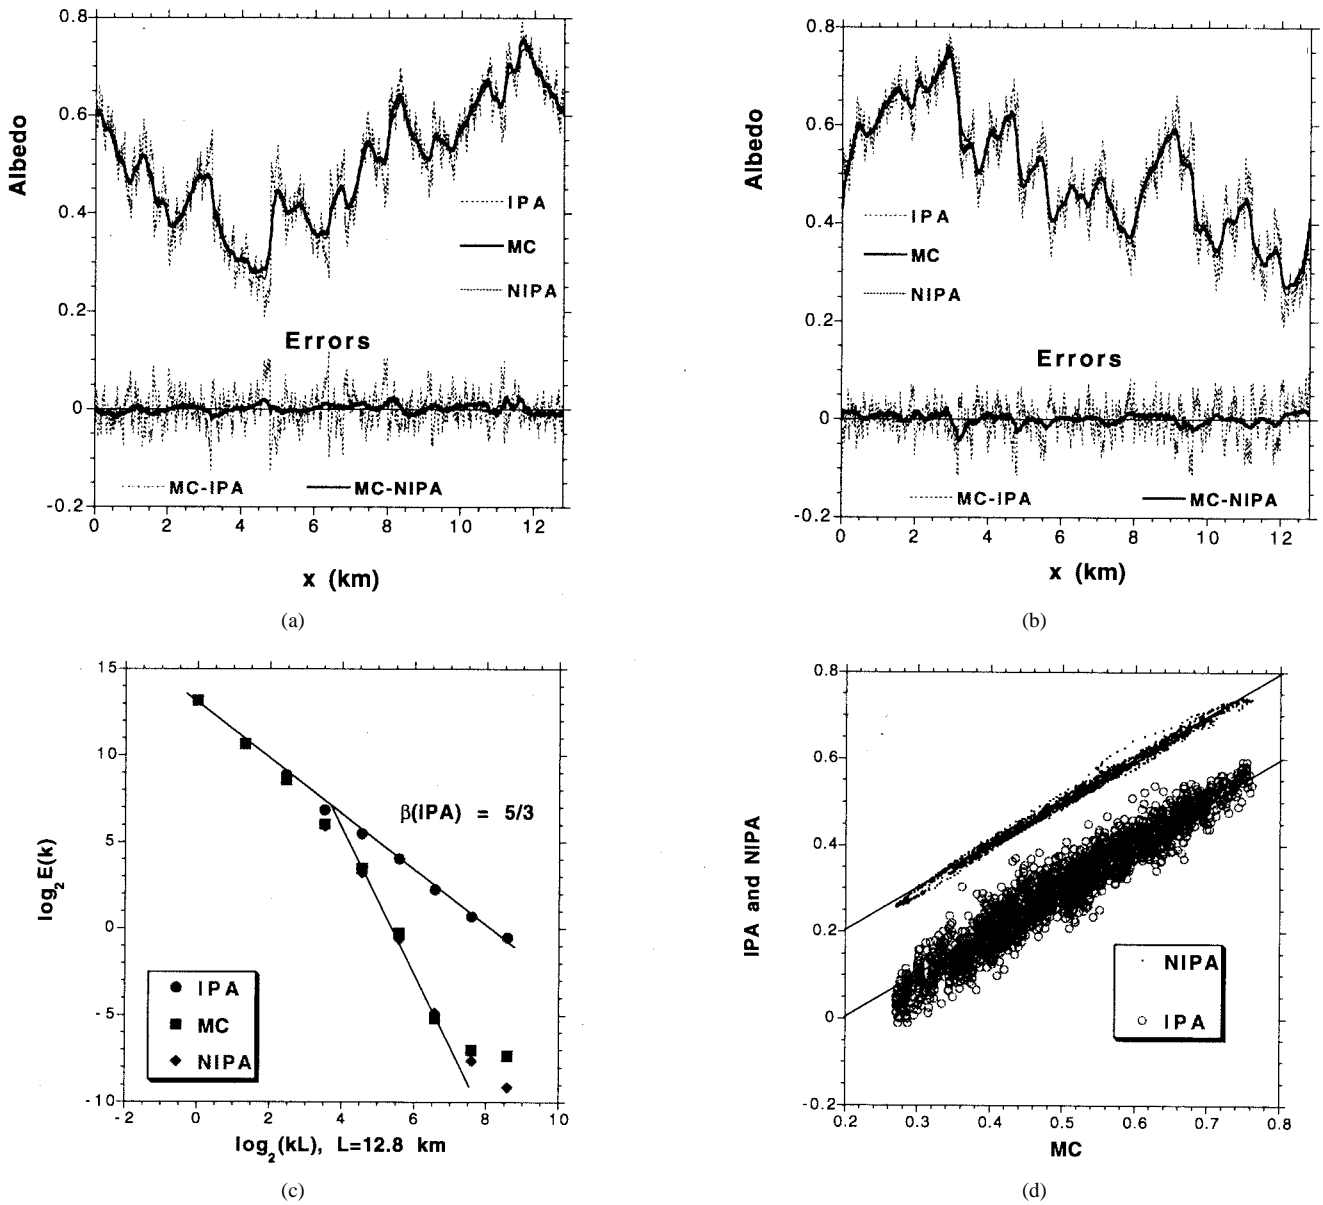 0.8
0.6
0.4
0.2
0
-0.2
Albedo
IPA
MC
NIPA
Errors
MC-IPA
MC-NIPA
0 2 4 6 8 10 12
x (km)
(a)
0.8
0.6
0.4
0.2
0
-0.2
Albedo
IPA
MC
NIPA
Errors
MC-IPA
MC-NIPA
0 2 4 6 8 10 12
x (km)
(b)
15
10
5
0
-5
-10
log₂E(k)
β(IPA) = 5/3
IPA
MC
NIPA
-2 0 2 4 6 8 10
log₂(kL), L=12.8 km
(c)
0.8
0.6
0.4
0.2
0
-0.2
IPA and NIPA
NIPA
IPA
0.2 0.3 0.4 0.5 0.6 0.7 0.8
MC
(d)